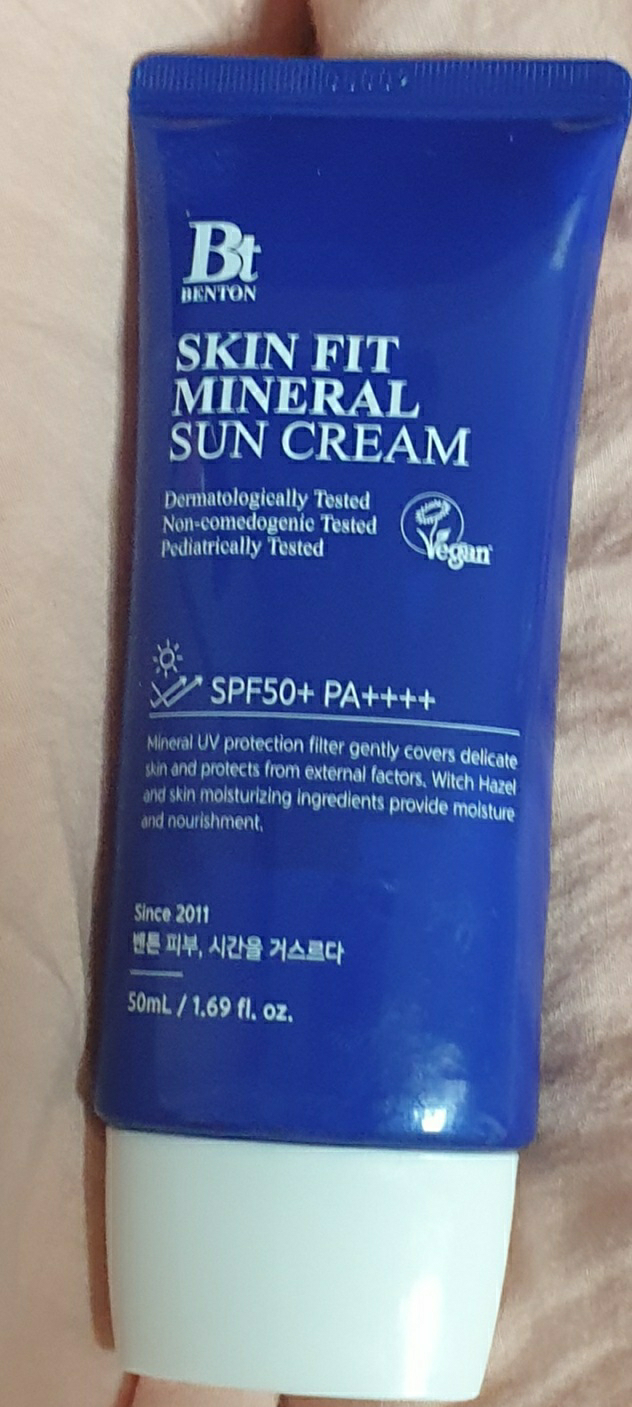 Bt
BENTON
SKIN FIT
MINERAL
SUN CREAM
Dermatologically Tested
Non-comedogenic Tested
Pediatrically Tested
Vegan
SPF50+ PA++++
Mineral UV protection filter gently covers delicate
skin and protects from external factors. Witch Hazel
and skin moisturizing ingredients provide moisture
and nourishment.
Since 2011
벤튼 피부, 시간을 거스르다
50mL / 1.69 fl. oz.